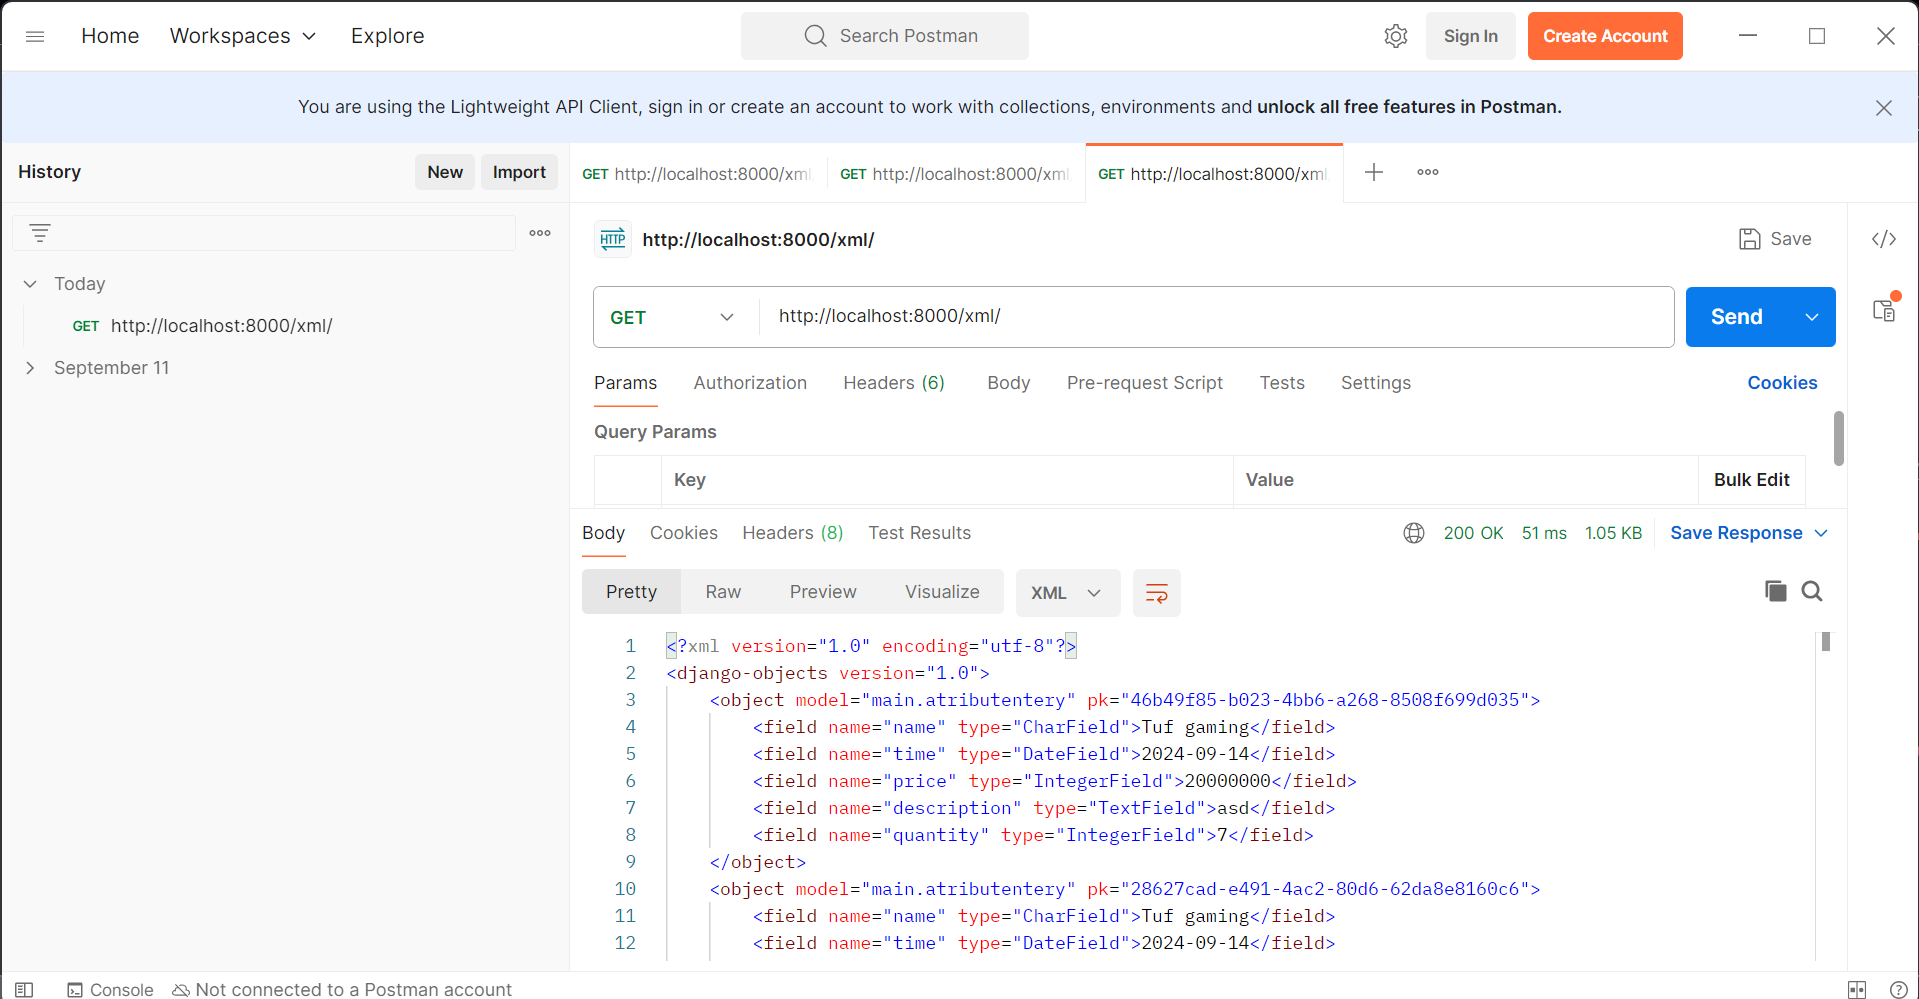 Home Workspaces Explore Search Postman Sign In Create Account
You are using the Lightweight API Client, sign in or create an account to work with collections, environments and unlock all free features in Postman.
History New Import
Today
GET http://localhost:8000/xml/
September 11
GET http://localhost:8000/xml GET http://localhost:8000/xml GET http://localhost:8000/xml
HTTP http://localhost:8000/xml/ Save
GET http://localhost:8000/xml/ Send
Params Authorization Headers (6) Body Pre-request Script Tests Settings Cookies
Query Params
Key Value Bulk Edit
Body Cookies Headers (8) Test Results 200 OK 51 ms 1.05 KB Save Response
Pretty Raw Preview Visualize XML
1 <?xml version="1.0" encoding="utf-8"?>
2 <django-objects version="1.0">
3 <object model="main.atributentery" pk="46b49f85-b023-4bb6-a268-8508f699d035">
4 <field name="name" type="CharField">Tuf gaming</field>
5 <field name="time" type="DateField">2024-09-14</field>
6 <field name="price" type="IntegerField">20000000</field>
7 <field name="description" type="TextField">asd</field>
8 <field name="quantity" type="IntegerField">7</field>
9 </object>
10 <object model="main.atributentery" pk="28627cad-e491-4ac2-80d6-62da8e8160c6">
11 <field name="name" type="CharField">Tuf gaming</field>
12 <field name="time" type="DateField">2024-09-14</field>
Console Not connected to a Postman account